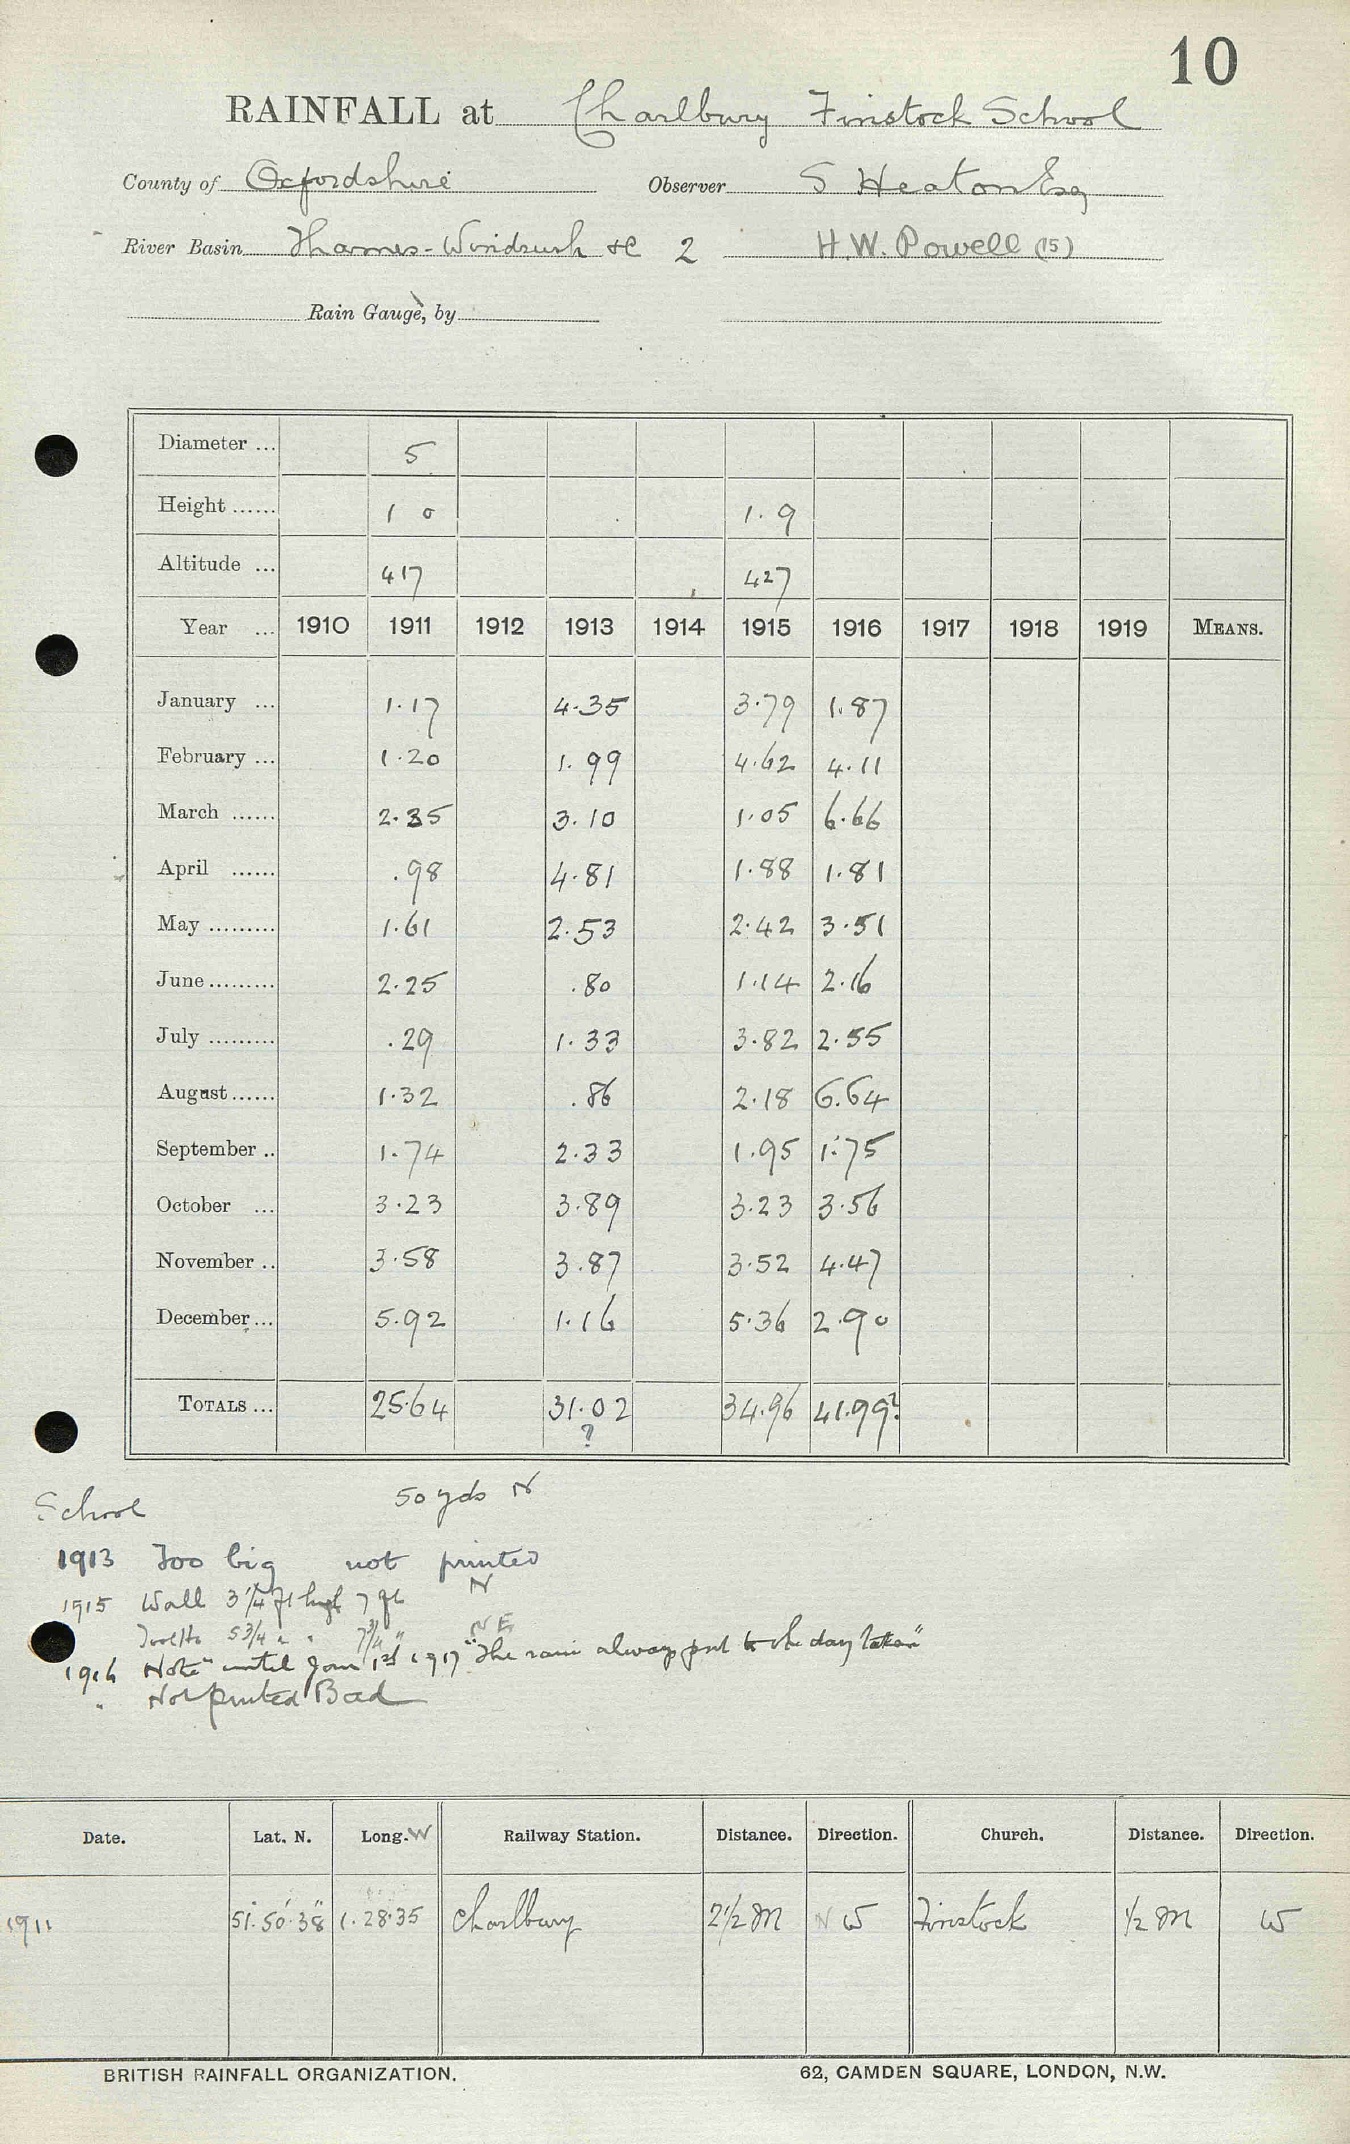 10
RAINFALL at Charlbury Finstock School
County of Oxfordshire Observer S Heaton Esq
River Basin Thames - Windrush &c 2 H.W. Powell (15)
Rain Gauge, by
Diameter ... 5
Height ...... 1 0 1.9
Altitude ... 417 427
Year ... 1910 1911 1912 1913 1914 1915 1916 1917 1918 1919 MEANS.
January ... 1.17 4.35 3.79 1.87
February ... 1.20 1.99 4.62 4.11
March ...... 2.35 3.10 1.05 6.66
April ...... .98 4.81 1.88 1.81
May ......... 1.61 2.53 2.42 3.51
June ......... 2.25 .80 1.14 2.16
July ......... .29 1.33 3.82 2.55
August ...... 1.32 .86 2.18 6.64
September .. 1.74 2.33 1.95 1.75
October ... 3.23 3.89 3.23 3.56
November .. 3.58 3.87 3.52 4.47
December ... 5.92 1.16 5.36 2.90
TOTALS ... 25.64 31.02 34.96 41.99?
?
School 50 yds N
1913 Too big not printed
1915 Wall 3 1/4 ft high 7 ft N
5 3/4 " " 7 3/4 " NE
1916 Note "until Jan 1st 1917 "The rain always put to the day taken"
" Not printed Bad
Date. Lat. N. Long. W Railway Station. Distance. Direction. Church. Distance. Direction.
1911 51° 50' 38" 1.28.35 Charlbury 2 1/2 M N W Finstock 1/2 M W
BRITISH RAINFALL ORGANIZATION. 62, CAMDEN SQUARE, LONDON, N.W.